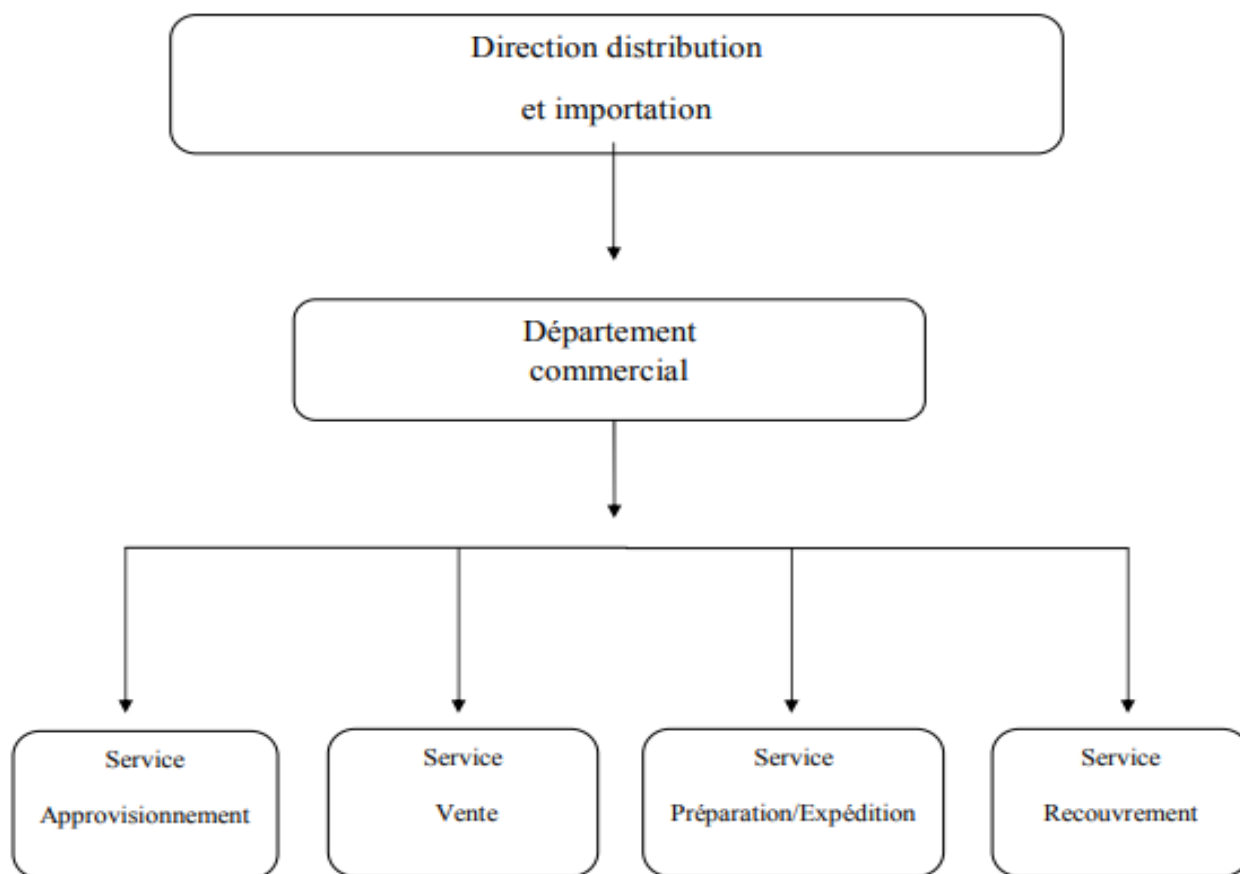 Direction distribution
et importation
Département
commercial
Service
Approvisionnement
Service
Vente
Service
Préparation/Expédition
Service
Recouvrement